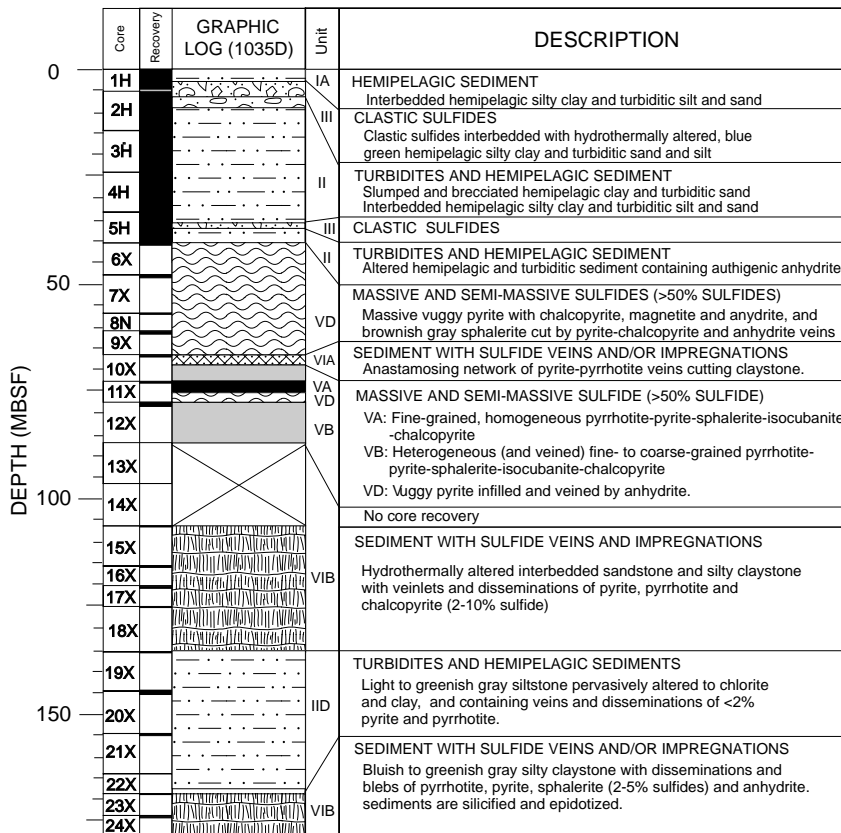 Core
Recovery
GRAPHIC
LOG (1035D)
Unit
DESCRIPTION
DEPTH (MBSF)
0
50
100
150
1H
2H
3H
4H
5H
6X
7X
8N
9X
10X
11X
12X
13X
14X
15X
16X
17X
18X
19X
20X
21X
22X
23X
24X
IA
III
II
III
II
VD
VIA
VA
VD
VB
VIB
IID
VIB
HEMIPELAGIC SEDIMENT
Interbedded hemipelagic silty clay and turbiditic silt and sand
CLASTIC SULFIDES
Clastic sulfides interbedded with hydrothermally altered, blue
green hemipelagic silty clay and turbiditic sand and silt
TURBIDITES AND HEMIPELAGIC SEDIMENT
Slumped and brecciated hemipelagic clay and turbiditic sand
Interbedded hemipelagic silty clay and turbiditic silt and sand
CLASTIC SULFIDES
TURBIDITES AND HEMIPELAGIC SEDIMENT
Altered hemipelagic and turbiditic sediment containing authigenic anhydrite
MASSIVE AND SEMI-MASSIVE SULFIDES (>50% SULFIDES)
Massive vuggy pyrite with chalcopyrite, magnetite and anydrite, and
brownish gray sphalerite cut by pyrite-chalcopyrite and anhydrite veins
SEDIMENT WITH SULFIDE VEINS AND/OR IMPREGNATIONS
Anastamosing network of pyrite-pyrrhotite veins cutting claystone.
MASSIVE AND SEMI-MASSIVE SULFIDE (>50% SULFIDE)
VA: Fine-grained, homogeneous pyrrhotite-pyrite-sphalerite-isocubanite
-chalcopyrite
VB: Heterogeneous (and veined) fine- to coarse-grained pyrrhotite-
pyrite-sphalerite-isocubanite-chalcopyrite
VD: Vuggy pyrite infilled and veined by anhydrite.
No core recovery
SEDIMENT WITH SULFIDE VEINS AND IMPREGNATIONS
Hydrothermally altered interbedded sandstone and silty claystone
with veinlets and disseminations of pyrite, pyrrhotite and
chalcopyrite (2-10% sulfide)
TURBIDITES AND HEMIPELAGIC SEDIMENTS
Light to greenish gray siltstone pervasively altered to chlorite
and clay, and containing veins and disseminations of <2%
pyrite and pyrrhotite.
SEDIMENT WITH SULFIDE VEINS AND/OR IMPREGNATIONS
Bluish to greenish gray silty claystone with disseminations and
blebs of pyrrhotite, pyrite, sphalerite (2-5% sulfides) and anhydrite.
sediments are silicified and epidotized.